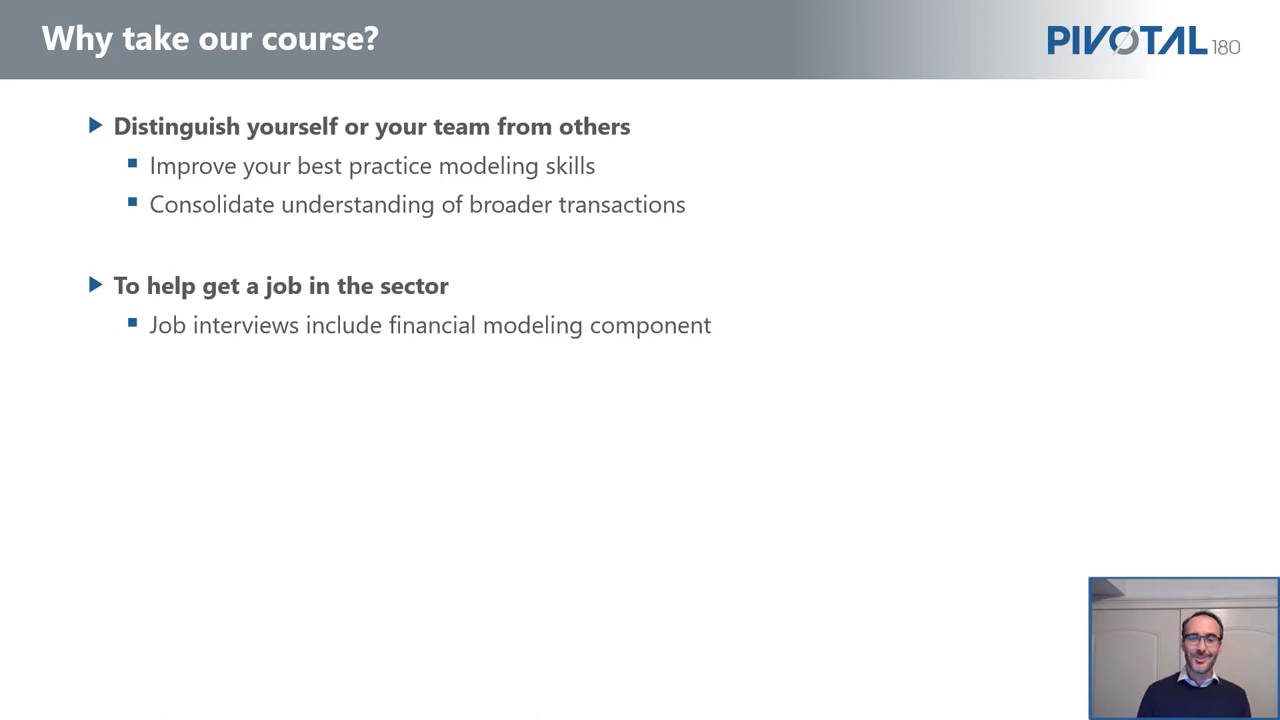 Why take our course?
PIVOTAL 180
Distinguish yourself or your team from others
Improve your best practice modeling skills
Consolidate understanding of broader transactions
To help get a job in the sector
Job interviews include financial modeling component